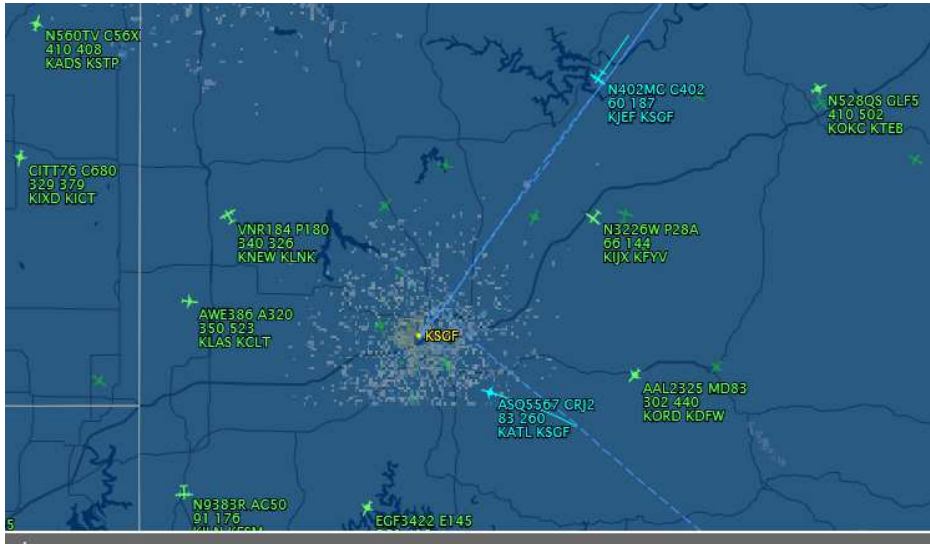 N560TV C56X
410 408
KADS KSTP
N402MC C402
60 187
KJEF KSGF
N528QS GLF5
410 502
KOKC KTEB
CITT76 C680
329 379
KIXD KICT
VNR184 P180
340 326
KNEW KLNK
N3226W P28A
66 144
KIJX KFYV
AWE386 A320
350 523
KLAS KCLT
KSGF
AAL2325 MD83
302 440
KORD KDFW
ASQ5567 CRJ2
83 260
KATL KSGF
N9383R AC50
91 176
EGF3422 E145
5